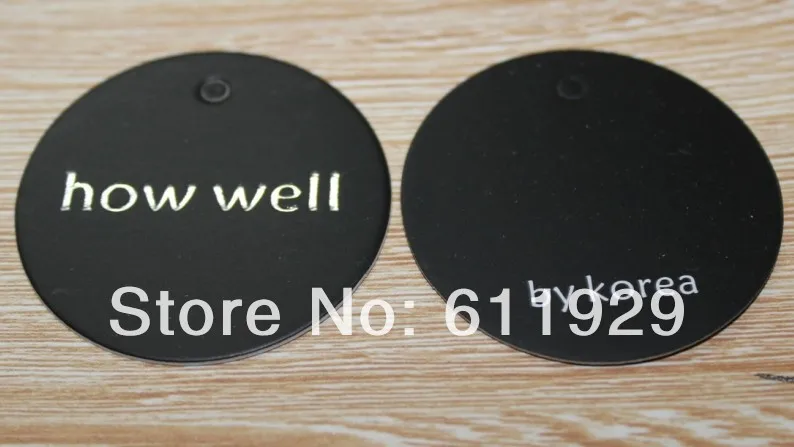 how well
by korea
Store No: 611929